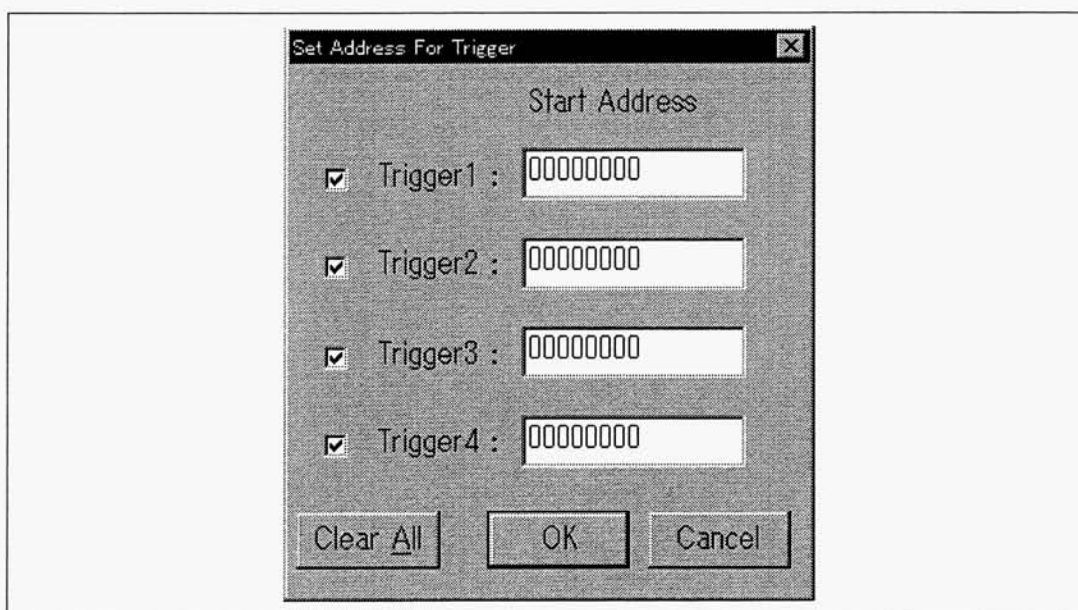 Set Address For Trigger
Start Address
Trigger1 : 00000000
Trigger2 : 00000000
Trigger3 : 00000000
Trigger4 : 00000000
Clear All OK Cancel